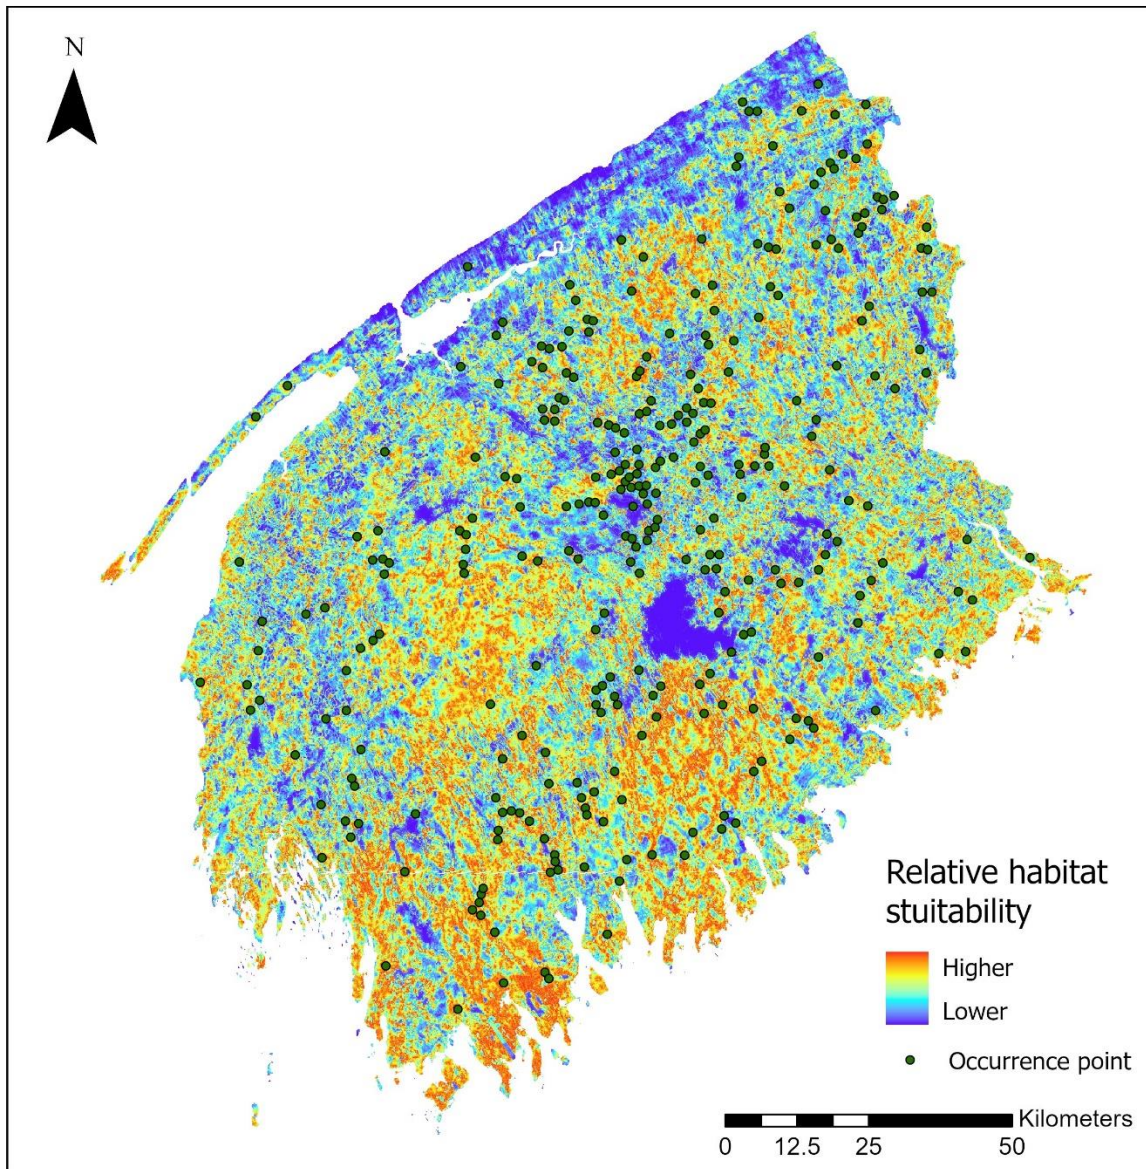 N
Relative habitat
stuitability
Higher
Lower
Occurrence point
Kilometers
0 12.5 25 50